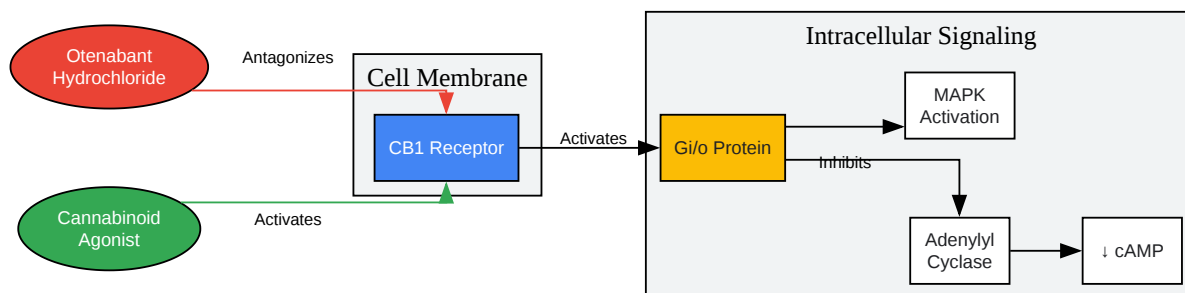 Otenabant
Hydrochloride
Antagonizes
Cell Membrane
CB1 Receptor
Cannabinoid
Agonist
Activates
Activates
Intracellular Signaling
Gi/o Protein
MAPK
Activation
Inhibits
Adenylyl
Cyclase
↓ cAMP